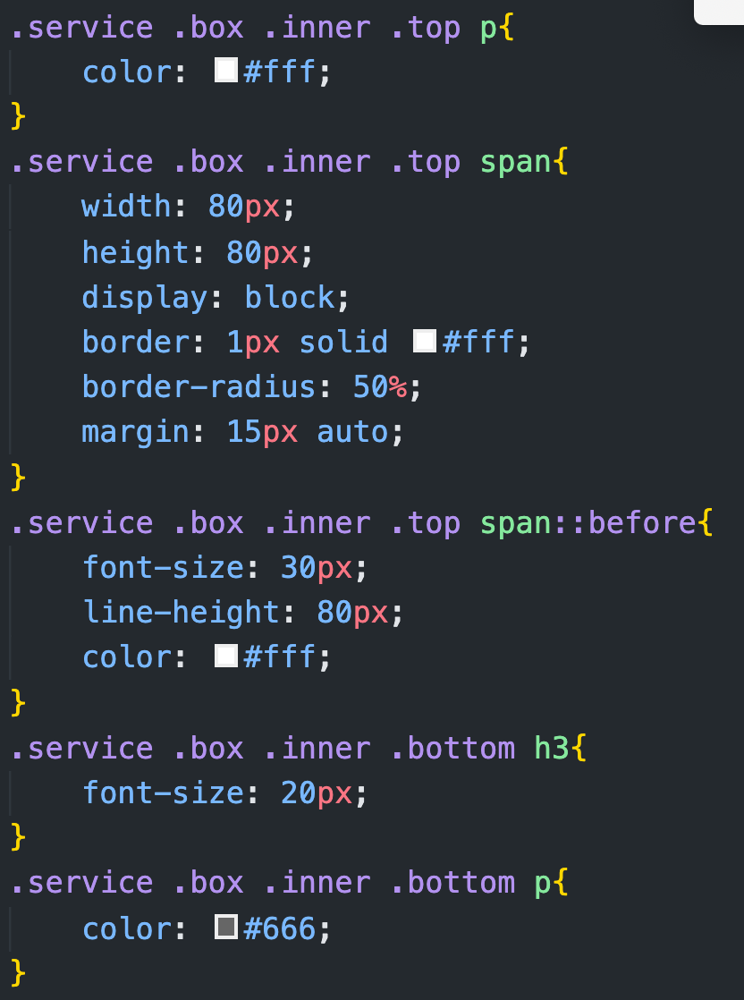 .service .box .inner .top p{
    color: #fff;
}
.service .box .inner .top span{
    width: 80px;
    height: 80px;
    display: block;
    border: 1px solid #fff;
    border-radius: 50%;
    margin: 15px auto;
}
.service .box .inner .top span::before{
    font-size: 30px;
    line-height: 80px;
    color: #fff;
}
.service .box .inner .bottom h3{
    font-size: 20px;
}
.service .box .inner .bottom p{
    color: #666;
}